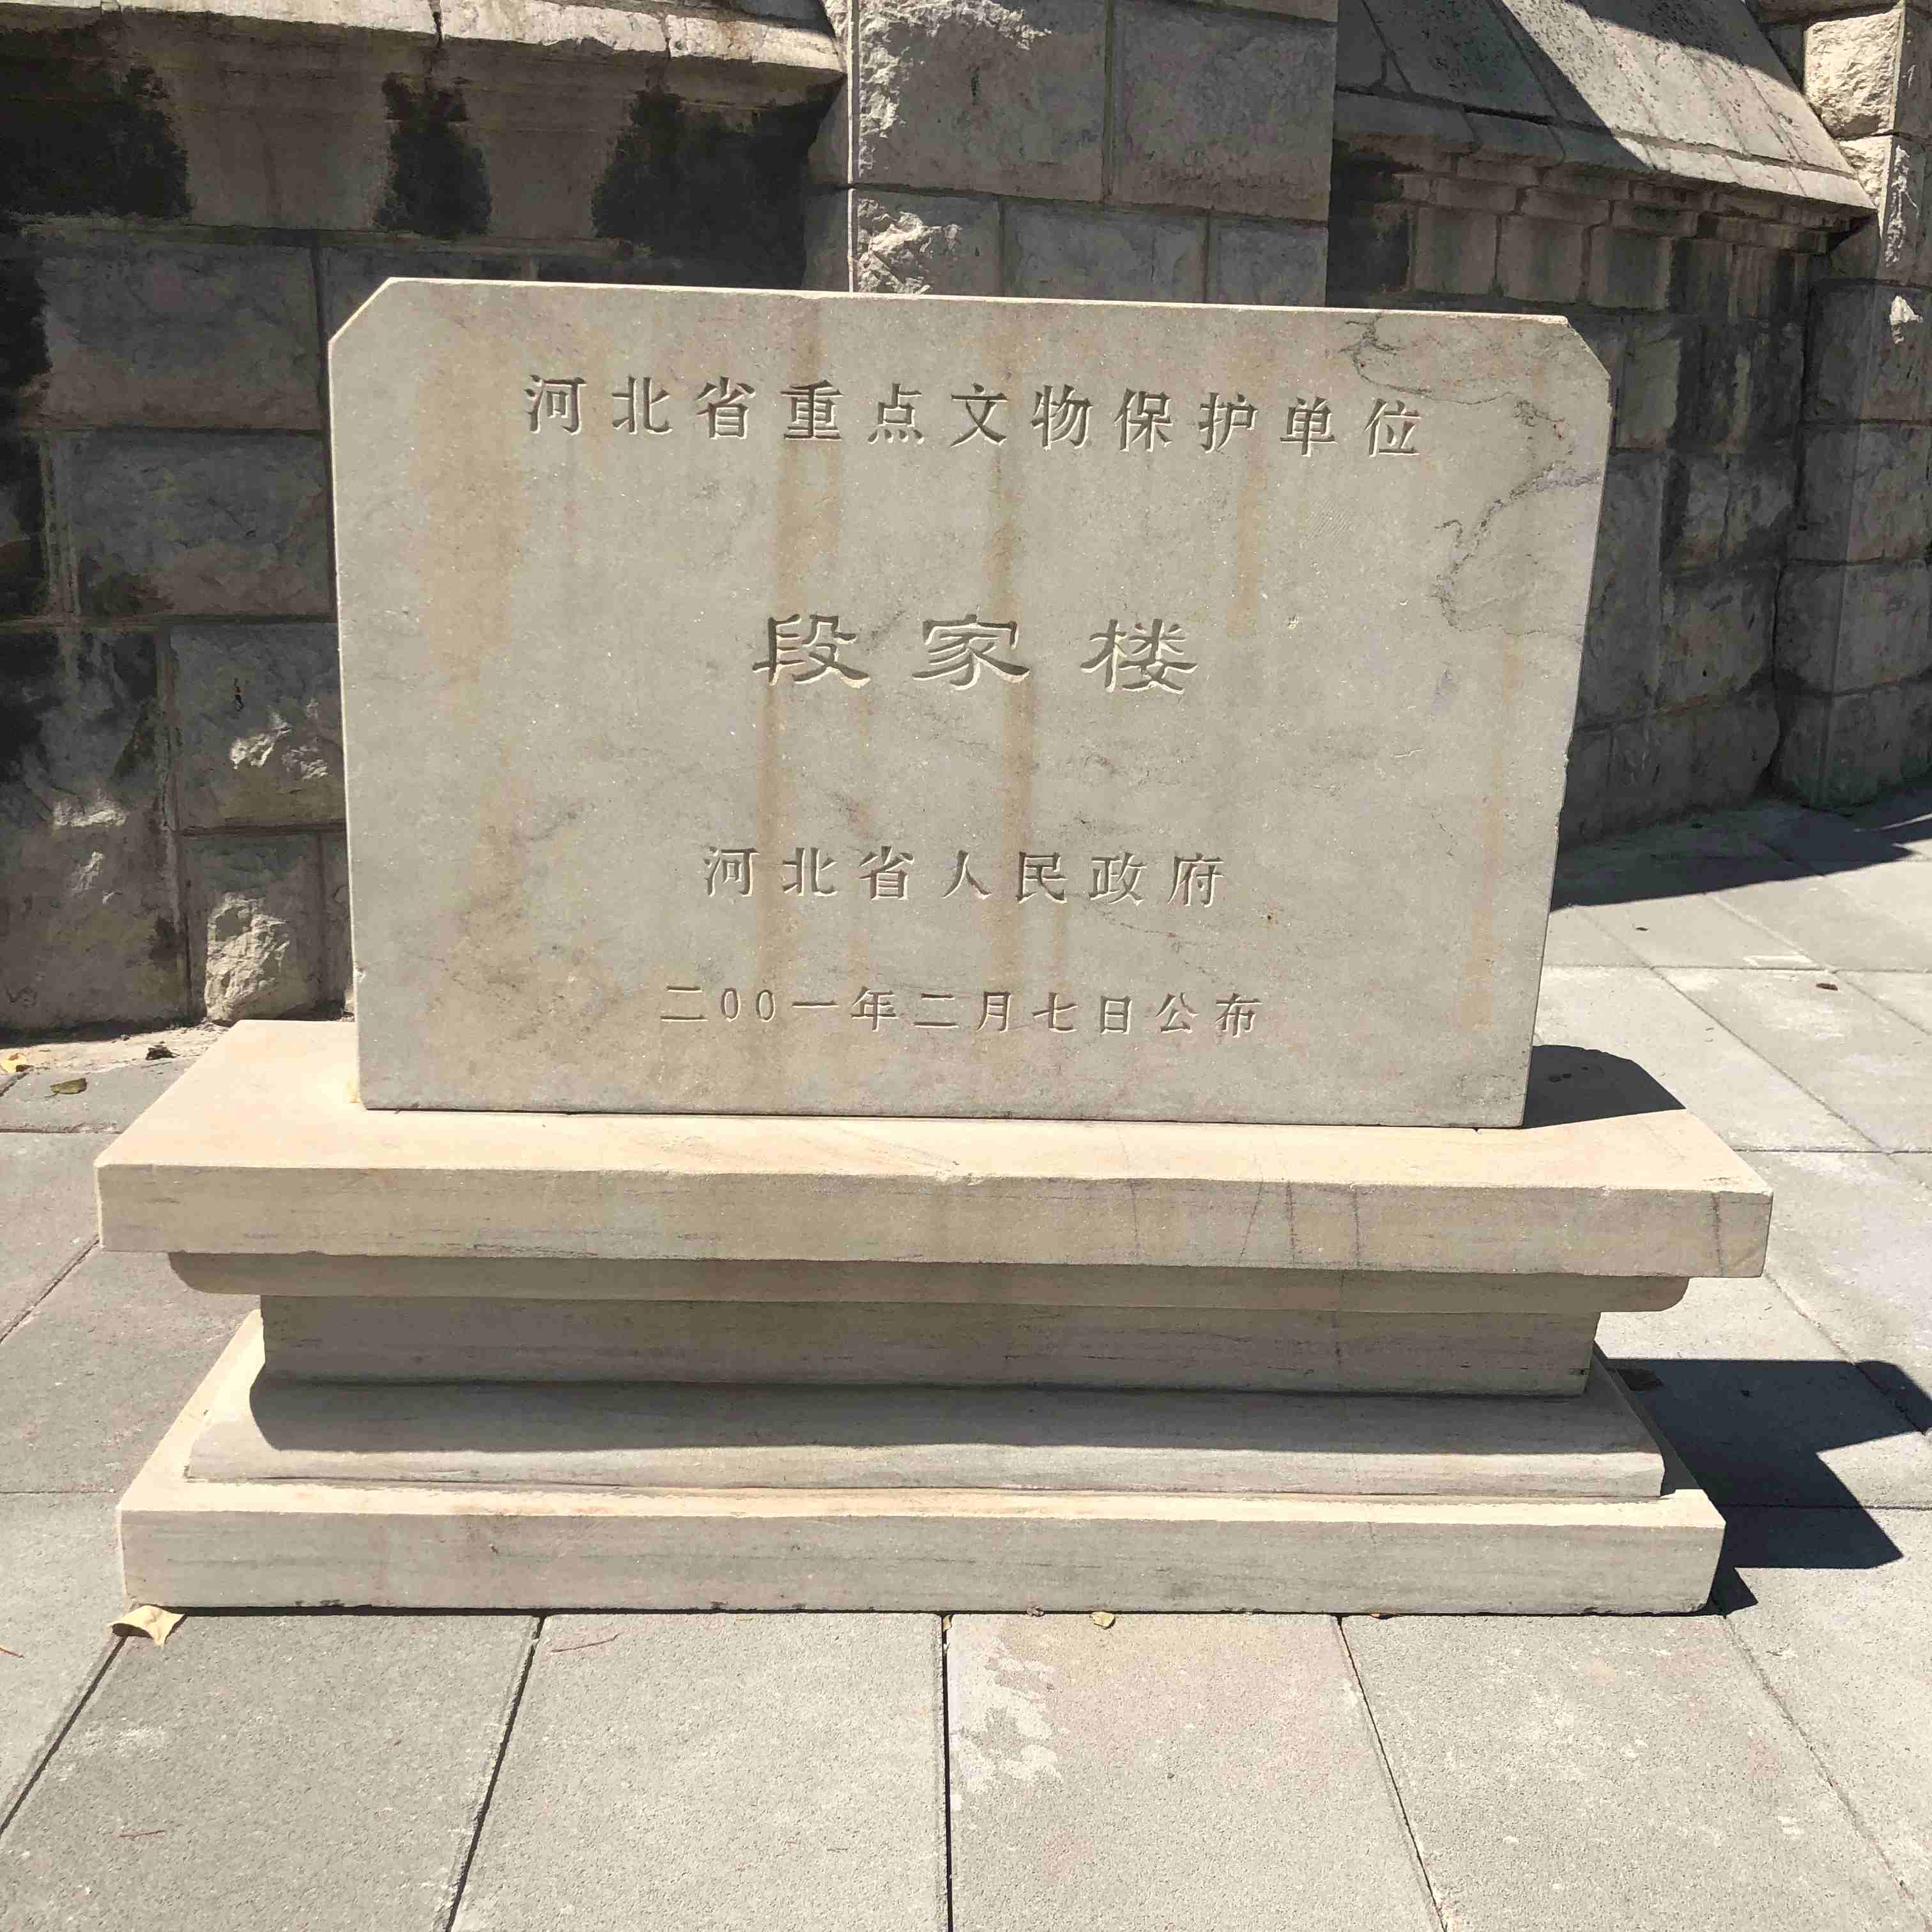 河北省重点文物保护单位
段家楼
河北省人民政府
二00一年二月七日公布